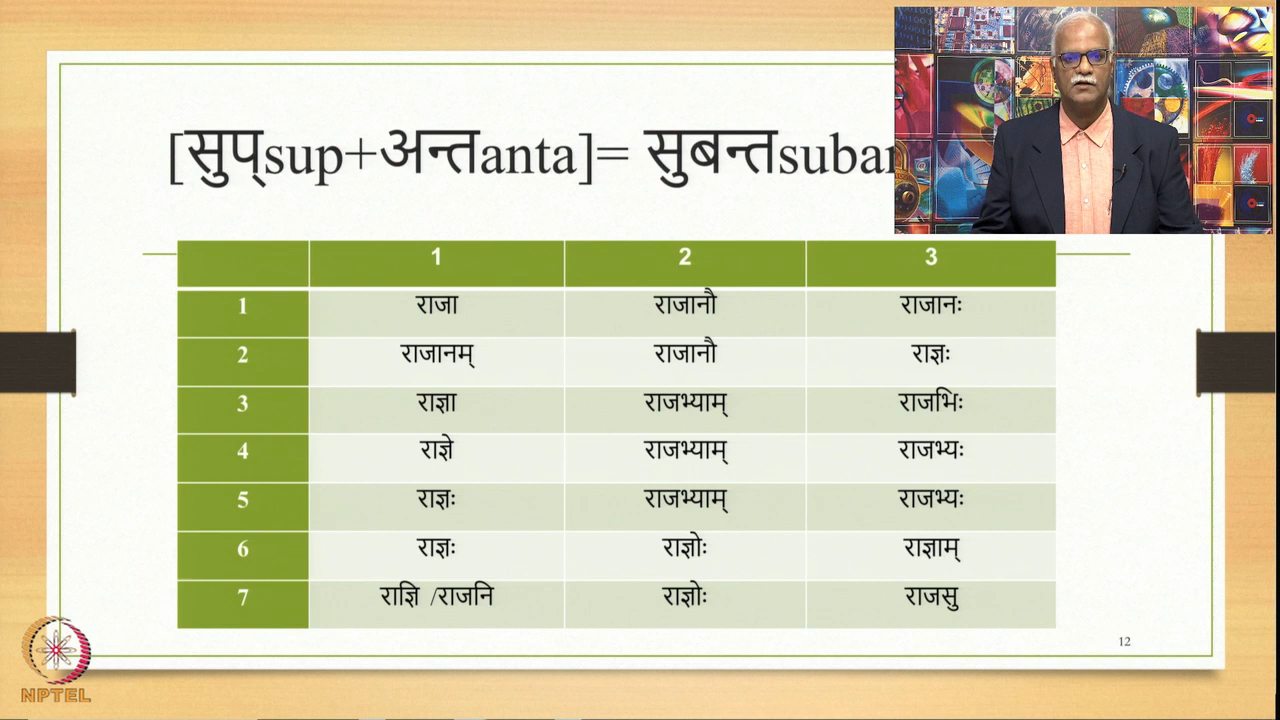 [सुप्sup+अन्तanta]= सुबन्तsuba
1 2 3
1 राजा राजानौ राजानः
2 राजानम् राजानौ राज्ञः
3 राज्ञा राजभ्याम् राजभिः
4 राज्ञे राजभ्याम् राजभ्यः
5 राज्ञः राजभ्याम् राजभ्यः
6 राज्ञः राज्ञोः राज्ञाम्
7 राज्ञि /राजनि राज्ञोः राजसु
12
NPTEL